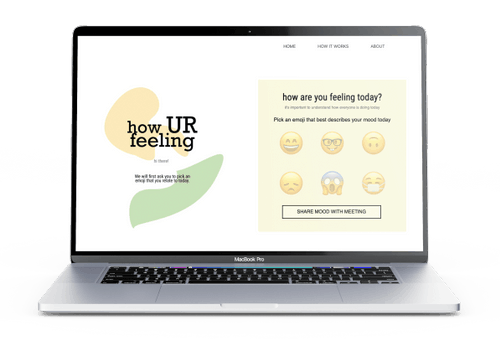 HOME HOW IT WORKS ABOUT
how UR
feeling
We will first ask you to pick an
emoji that you relate to today.
how are you feeling today?
It's important to understand how everyone is doing today.
Pick an emoji that best describes your mood today
SHARE MOOD WITH MEETING
MacBook Pro